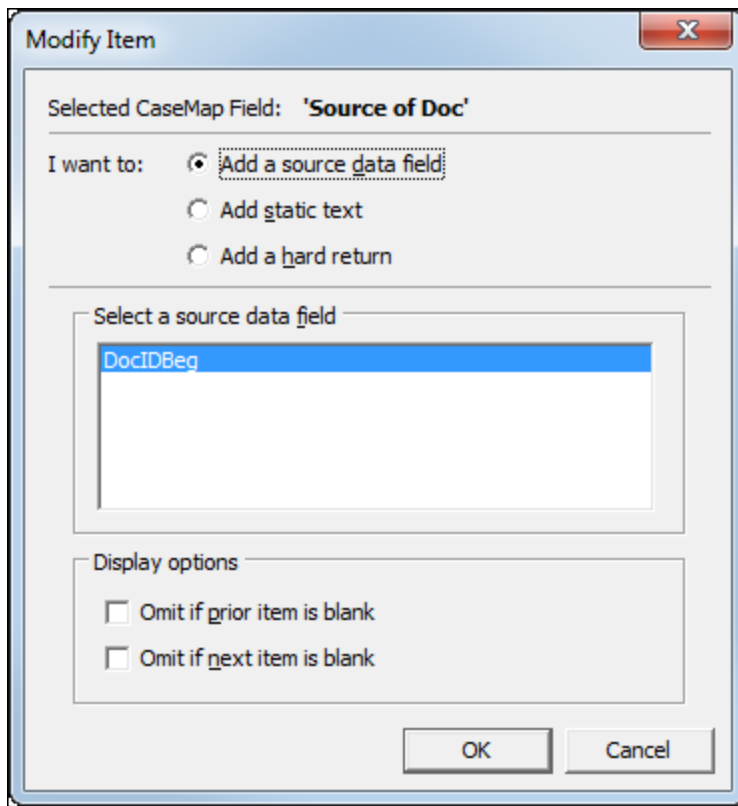 Modify Item
Selected CaseMap Field: 'Source of Doc'
I want to: Add a source data field
Add static text
Add a hard return
Select a source data field
DocIDBeg
Display options
Omit if prior item is blank
Omit if next item is blank
OK Cancel